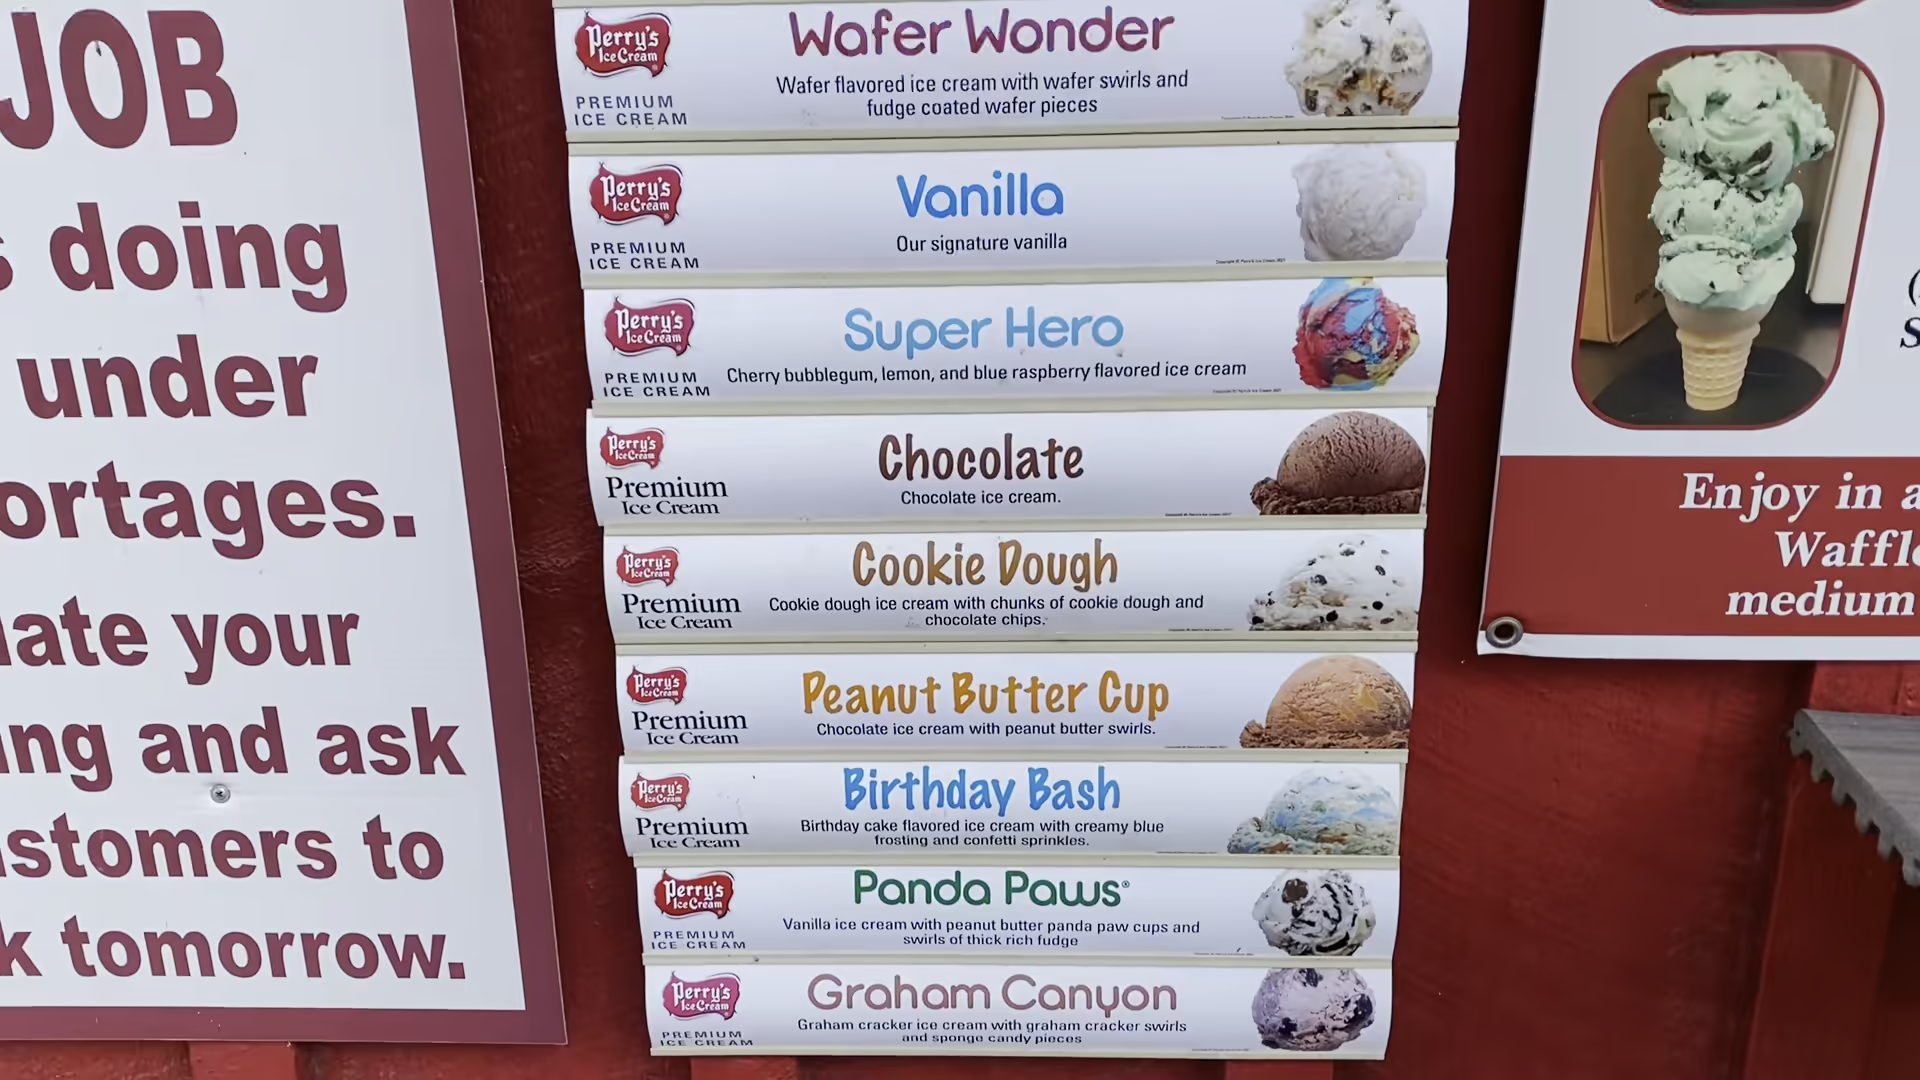 JOB
doing
under
ortages.
ate your
ing and ask
stomers to
k tomorrow.
Perry's
Ice Cream
PREMIUM
ICE CREAM
Wafer Wonder
Wafer flavored ice cream with wafer swirls and
fudge coated wafer pieces
Perry's
Ice Cream
PREMIUM
ICE CREAM
Vanilla
Our signature vanilla
Perry's
Ice Cream
PREMIUM
ICE CREAM
Super Hero
Cherry bubblegum, lemon, and blue raspberry flavored ice cream
Perry's
Ice Cream
Premium
Ice Cream
Chocolate
Chocolate ice cream.
Perry's
Ice Cream
Premium
Ice Cream
Cookie Dough
Cookie dough ice cream with chunks of cookie dough and
chocolate chips.
Perry's
Ice Cream
Premium
Ice Cream
Peanut Butter Cup
Chocolate ice cream with peanut butter swirls.
Perry's
Ice Cream
Premium
Ice Cream
Birthday Bash
Birthday cake flavored ice cream with creamy blue
frosting and confetti sprinkles.
Perry's
Ice Cream
PREMIUM
ICE CREAM
Panda Paws®
Vanilla ice cream with peanut butter panda paw cups and
swirls of thick rich fudge
Perry's
Ice Cream
PREMIUM
ICE CREAM
Graham Canyon
Graham cracker ice cream with graham cracker swirls
and sponge candy pieces
Enjoy in a
Waffle
medium